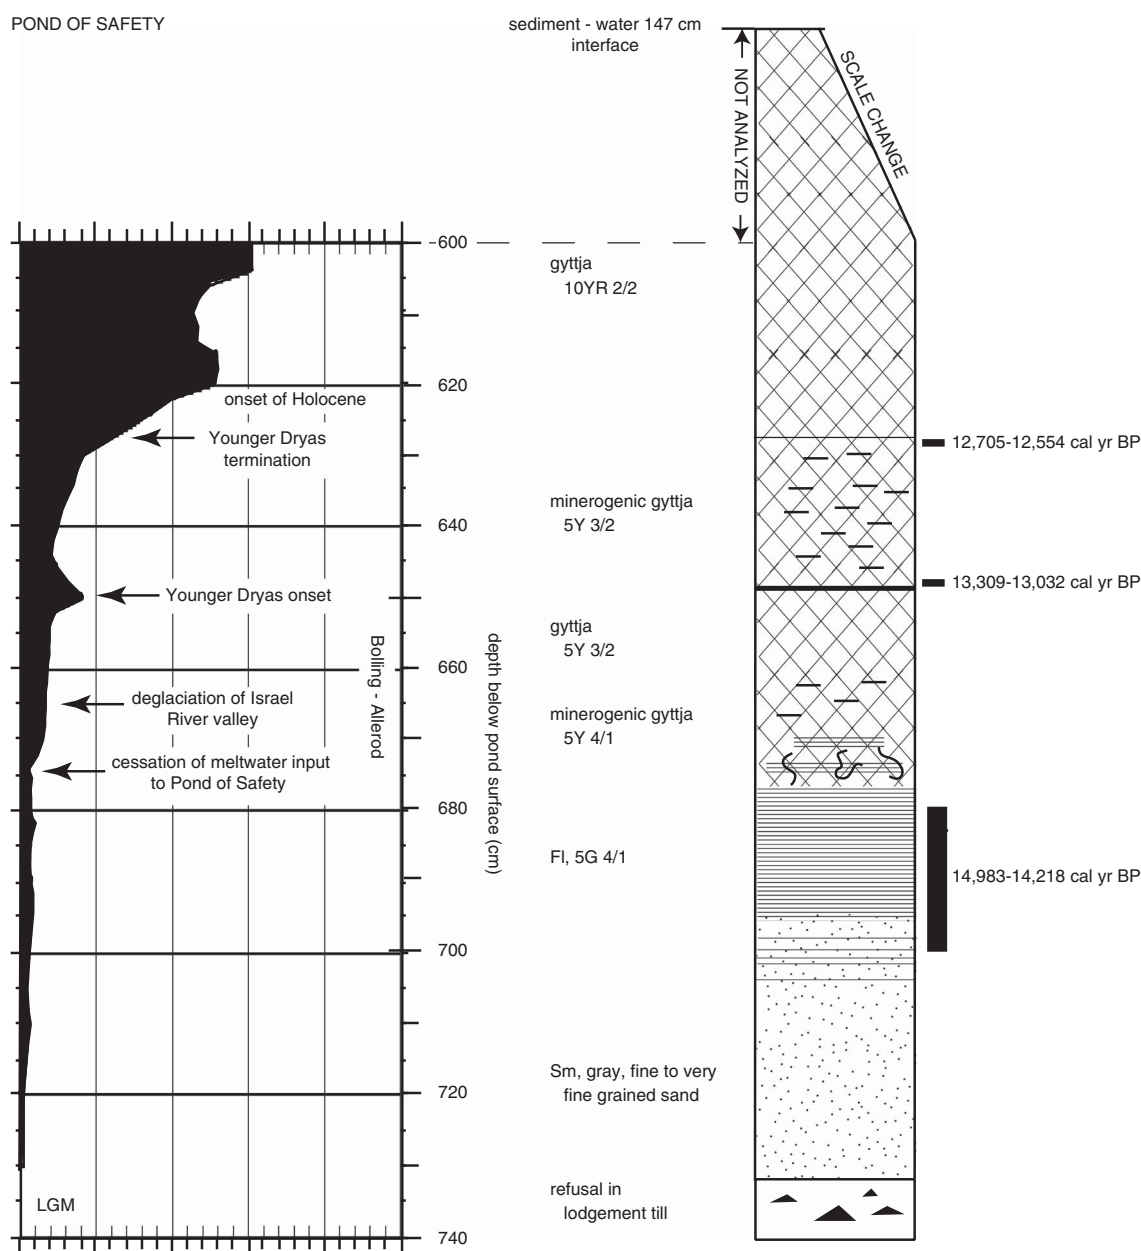 POND OF SAFETY
sediment - water 147 cm
interface
NOT ANALYZED
SCALE CHANGE
600
620
640
660
680
700
720
740
depth below pond surface (cm)
onset of Holocene
Younger Dryas
termination
Younger Dryas onset
Bolling - Allerod
deglaciation of Israel
River valley
cessation of meltwater input
to Pond of Safety
LGM
gyttja
10YR 2/2
minerogenic gyttja
5Y 3/2
gyttja
5Y 3/2
minerogenic gyttja
5Y 4/1
Fl, 5G 4/1
Sm, gray, fine to very
fine grained sand
refusal in
lodgement till
12,705-12,554 cal yr BP
13,309-13,032 cal yr BP
14,983-14,218 cal yr BP